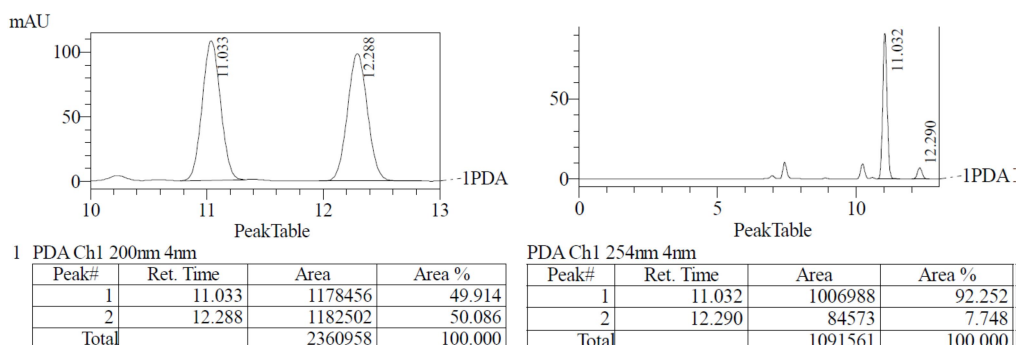 mAU
100
50
0
11.033
12.288
1PDA
10 11 12 13
PeakTable
1 PDA Ch1 200nm 4nm
Peak# Ret. Time Area Area %
1 11.033 1178456 49.914
2 12.288 1182502 50.086
Total 2360958 100.000
50
0
11.032
12.290
1PDA
0 5 10
PeakTable
PDA Ch1 254nm 4nm
Peak# Ret. Time Area Area %
1 11.032 1006988 92.252
2 12.290 84573 7.748
Total 1091561 100.000